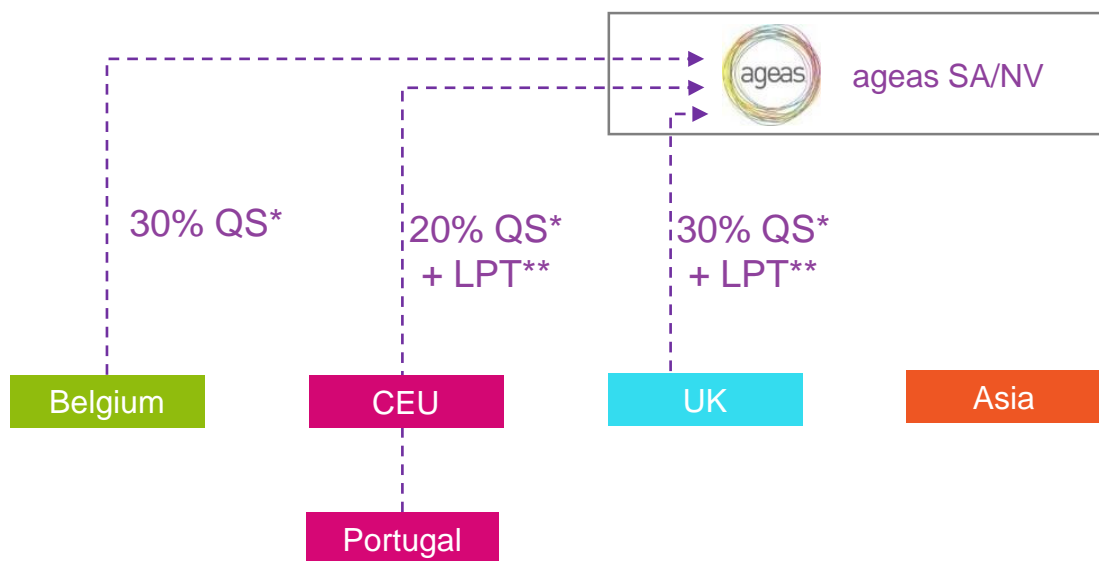 ageas
ageas SA/NV
30% QS*
20% QS*
+ LPT**
30% QS*
+ LPT**
Belgium
CEU
UK
Asia
Portugal